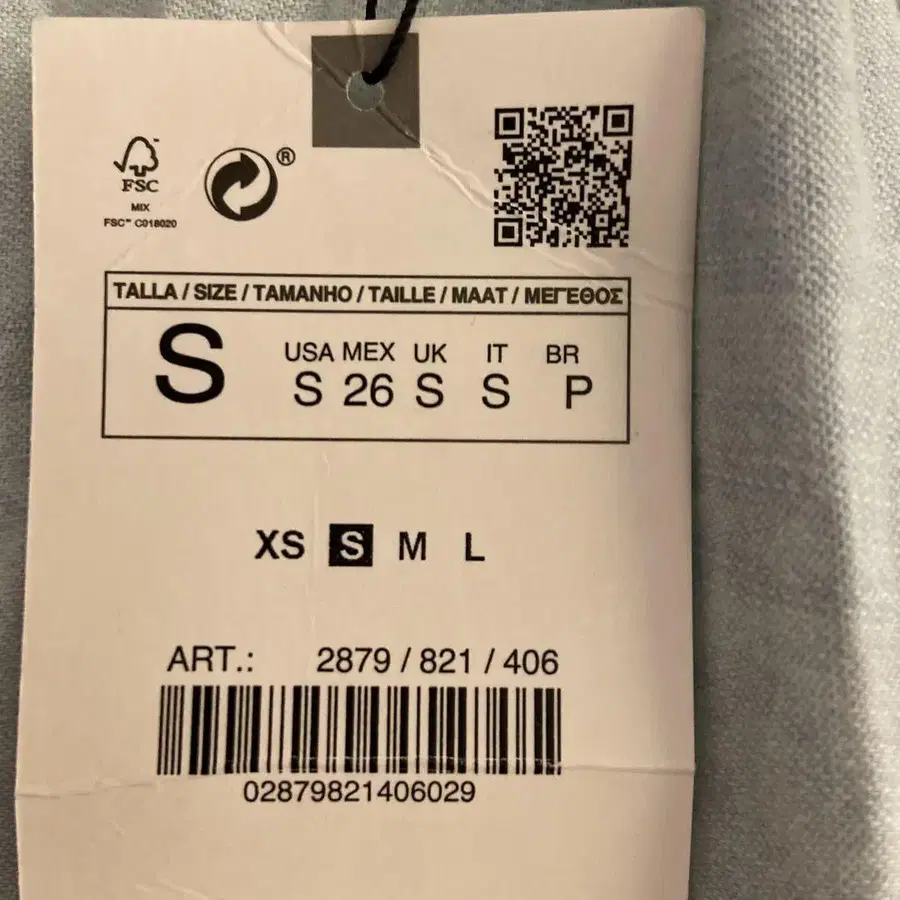 ®
FSC™
MIX
FSC™ C018020
TALLA / SIZE / TAMANHO / TAILLE / MAAT / ΜΕΓΕΘΟΣ
S
USA MEX UK IT BR
S 26 S S P
XS S M L
ART.: 2879 / 821 / 406
02879821406029